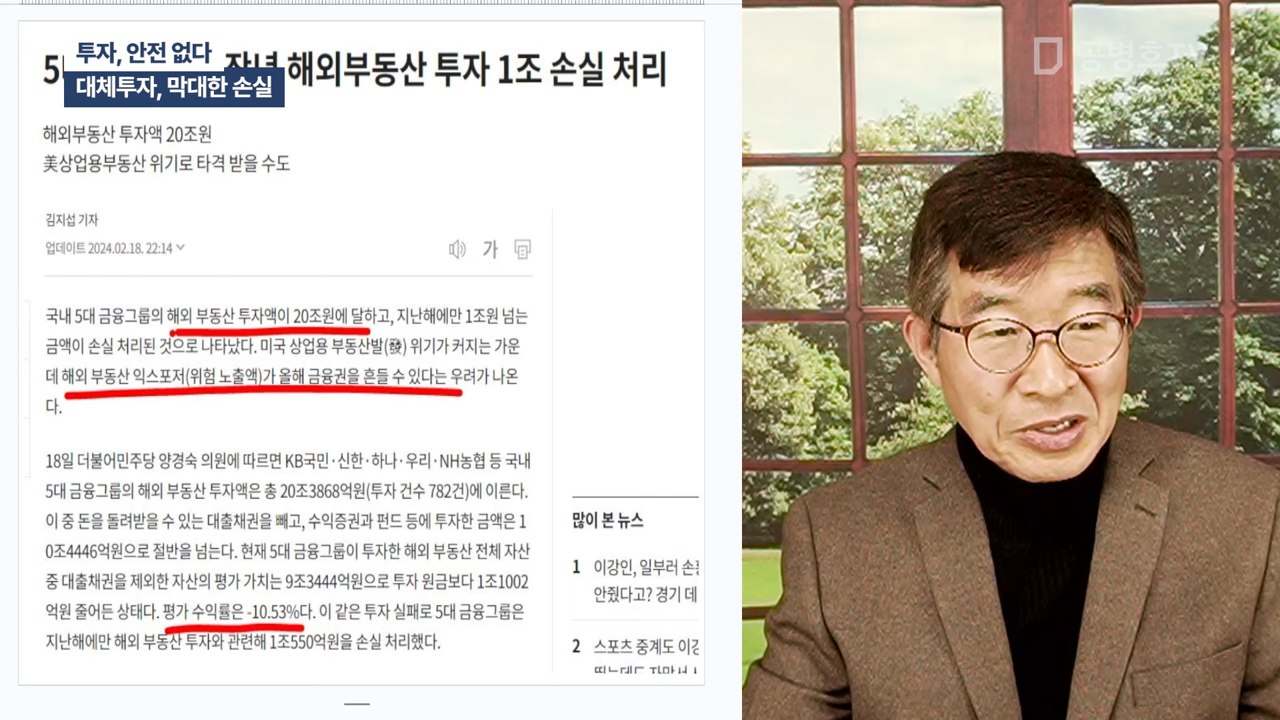 투자, 안전 없다
대체투자, 막대한 손실
해외부동산 투자 1조 손실 처리
해외부동산 투자액 20조원
美상업용부동산 위기로 타격 받을 수도
김지섭 기자
업데이트 2024.02.18. 22:14
가
국내 5대 금융그룹의 해외 부동산 투자액이 20조원에 달하고, 지난해에만 1조원 넘는
금액이 손실 처리된 것으로 나타났다. 미국 상업용 부동산발(發) 위기가 커지는 가운
데 해외 부동산 익스포저(위험 노출액)가 올해 금융권을 흔들 수 있다는 우려가 나온
다.
18일 더불어민주당 양경숙 의원에 따르면 KB국민·신한·하나·우리·NH농협 등 국내
5대 금융그룹의 해외 부동산 투자액은 총 20조3868억원(투자 건수 782건)에 이른다.
이 중 돈을 돌려받을 수 있는 대출채권을 빼고, 수익증권과 펀드 등에 투자한 금액은 1
0조4446억원으로 절반을 넘는다. 현재 5대 금융그룹이 투자한 해외 부동산 전체 자산
중 대출채권을 제외한 자산의 평가 가치는 9조3444억원으로 투자 원금보다 1조1002
억원 줄어든 상태다. 평가 수익률은 -10.53%다. 이 같은 투자 실패로 5대 금융그룹은
지난해에만 해외 부동산 투자와 관련해 1조550억원을 손실 처리했다.
많이 본 뉴스
1 이강인, 일부러 손
안줬다고? 경기 데
2 스포츠 중계도 이강
공병호TV